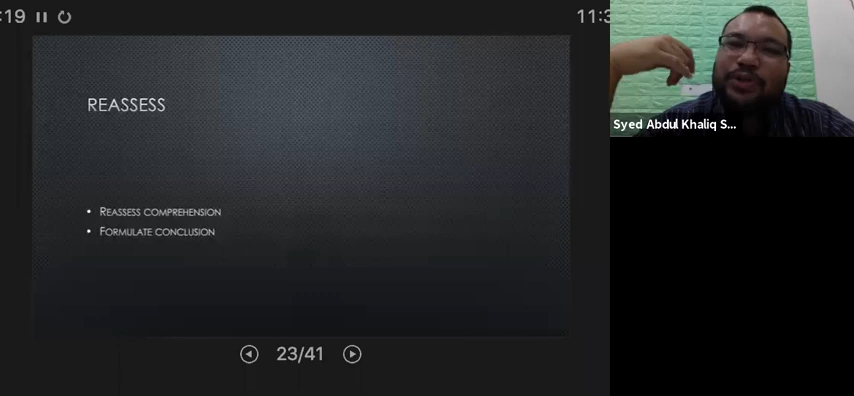 :19
11:3
REASSESS
• REASSESS COMPREHENSION
• FORMULATE CONCLUSION
23/41
Syed Abdul Khaliq S...